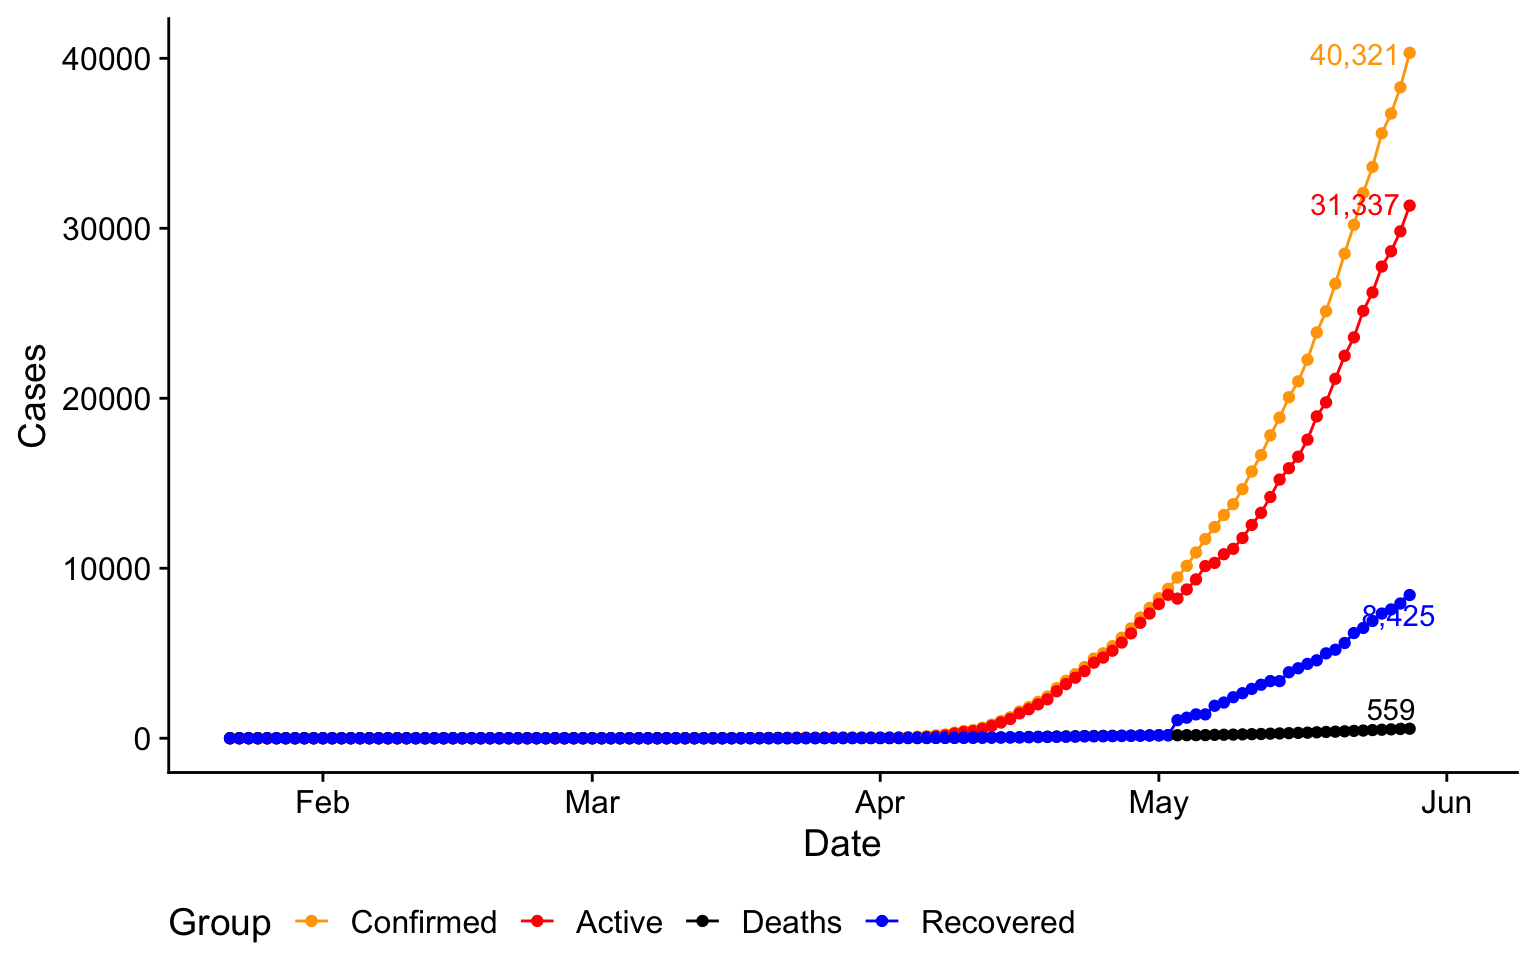 40000
30000
20000
10000
0
Cases
40,321
31,337
8,425
559
Feb Mar Apr May Jun
Date
Group Confirmed Active Deaths Recovered